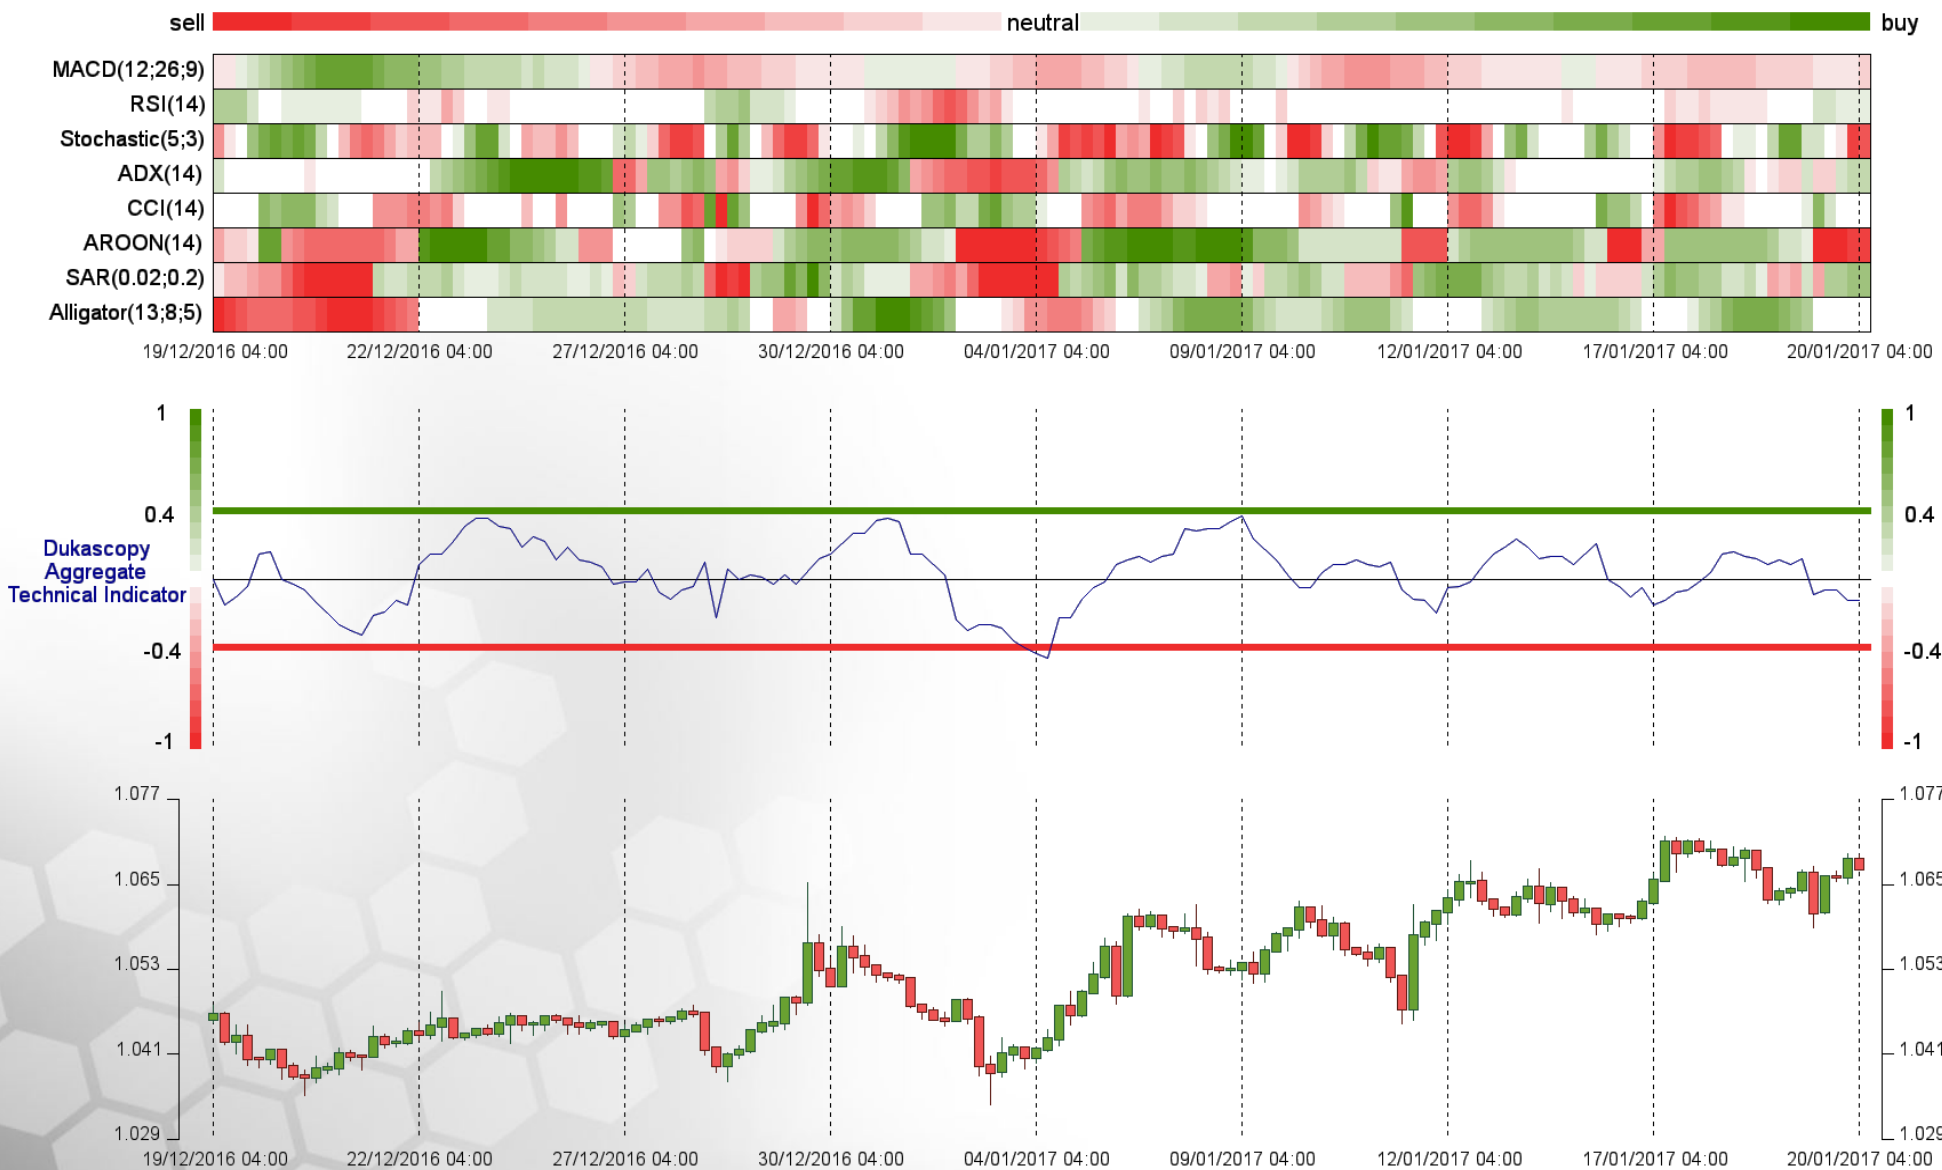 sell neutral buy
MACD(12;26;9)
RSI(14)
Stochastic(5;3)
ADX(14)
CCI(14)
AROON(14)
SAR(0.02;0.2)
Alligator(13;8;5)
19/12/2016 04:00 22/12/2016 04:00 27/12/2016 04:00 30/12/2016 04:00 04/01/2017 04:00 09/01/2017 04:00 12/01/2017 04:00 17/01/2017 04:00 20/01/2017 04:00
1 1
0.4 0.4
Dukascopy
Aggregate
Technical Indicator
-0.4 -0.4
-1 -1
1.077 1.077
1.065 1.065
1.053 1.053
1.041 1.041
1.029 1.029
19/12/2016 04:00 22/12/2016 04:00 27/12/2016 04:00 30/12/2016 04:00 04/01/2017 04:00 09/01/2017 04:00 12/01/2017 04:00 17/01/2017 04:00 20/01/2017 04:00